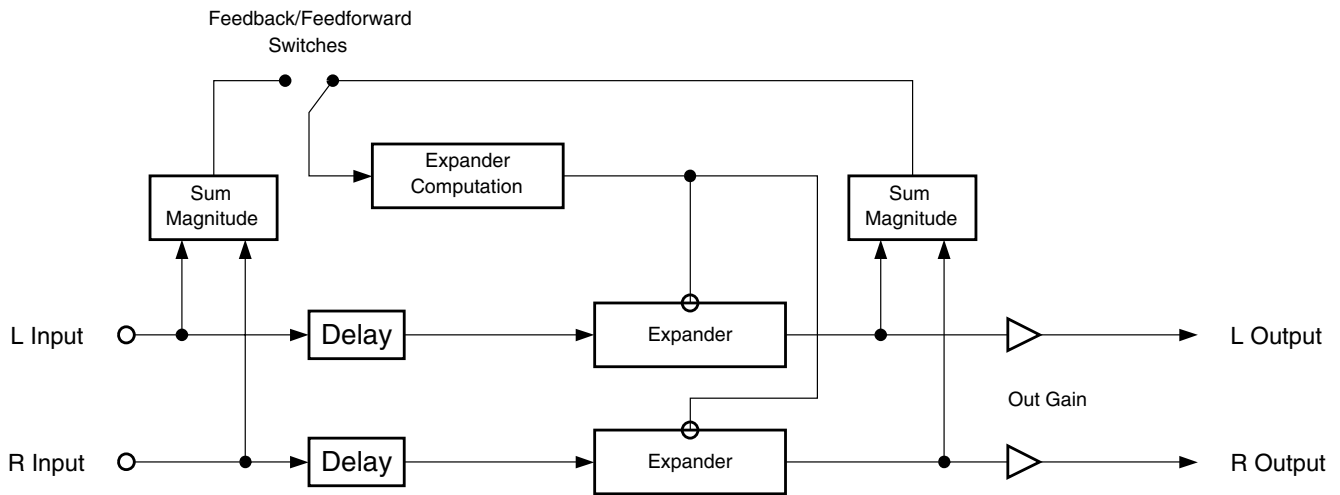 Feedback/Feedforward
Switches
Expander
Computation
Sum
Magnitude
Sum
Magnitude
L Input
Delay
Expander
L Output
Out Gain
R Input
Delay
Expander
R Output